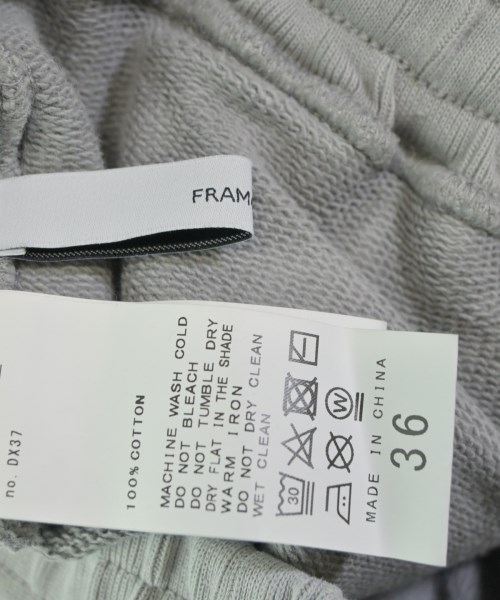 FRAM
no. DX37
100% COTTON
MACHINE WASH COLD
DO NOT BLEACH
DO NOT TUMBLE DRY
DRY FLAT IN THE SHADE
WARM IRON
DO NOT DRY CLEAN
WET CLEAN
30
W
MADE IN CHINA
36